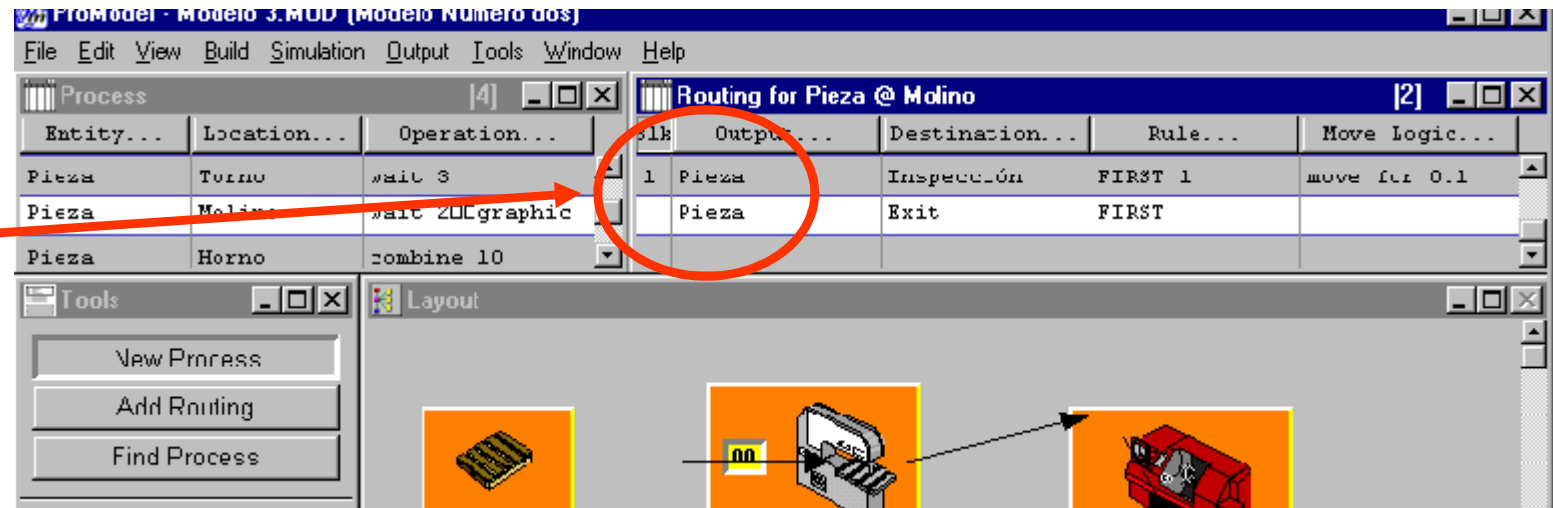 ProModel - Modelo 3.MOD (Modelo Numero dos)
File Edit View Build Simulation Output Tools Window Help
Process [4]
Entity... Location... Operation...
Pieza Torno wait 3
Pieza Molino wait 2□□graphic
Pieza Horno combine 10
Routing for Pieza @ Molino [2]
Blk Output... Destination... Rule... Move Logic...
1 Pieza Inspección FIRST 1 move for 0.1
Pieza Exit FIRST
Tools
New Process
Add Routing
Find Process
Layout
00